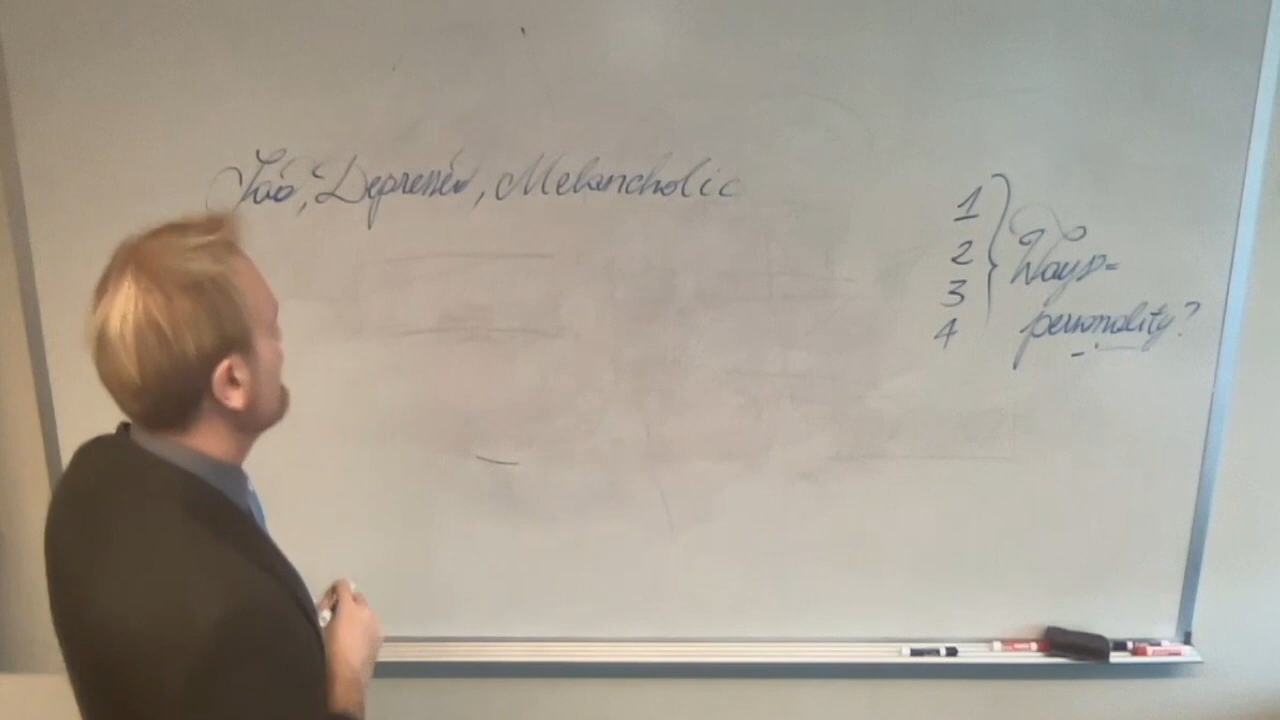 Sad, Depressed, Melancholic
1
2
3
4
Ways-
personality?